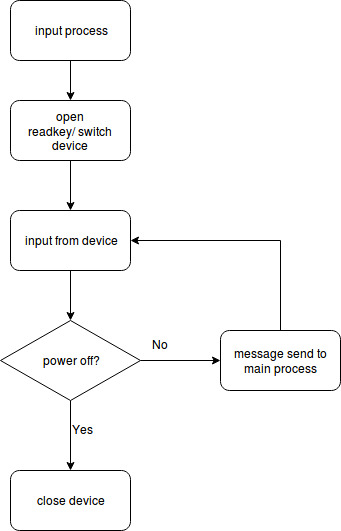 input process
open
readkey/ switch
device
input from device
power off?
No
message send to
main process
Yes
close device